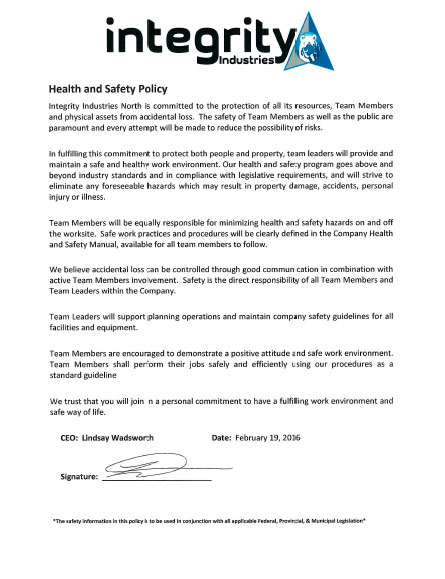 integrity
Industries
Health and Safety Policy
Integrity Industries North is committed to the protection of all its resources, Team Members
and physical assets from accidental loss. The safety of Team Members as well as the public are
paramount and every attempt will be made to reduce the possibility of risks.
In fulfilling this commitment to protect both people and property, team leaders will provide and
maintain a safe and healthy work environment. Our health and safety program goes above and
beyond industry standards and in compliance with legislative requirements, and will strive to
eliminate any foreseeable hazards which may result in property damage, accidents, personal
injury or illness.
Team Members will be equally responsible for minimizing health and safety hazards on and off
the worksite. Safe work practices and procedures will be clearly defined in the Company Health
and Safety Manual, available for all team members to follow.
We believe accidental loss can be controlled through good communication in combination with
active Team Members involvement. Safety is the direct responsibility of all Team Members and
Team Leaders within the Company.
Team Leaders will support planning operations and maintain company safety guidelines for all
facilities and equipment.
Team Members are encouraged to demonstrate a positive attitude and safe work environment.
Team Members shall perform their jobs safely and efficiently using our procedures as a
standard guideline
We trust that you will join in a personal commitment to have a fulfilling work environment and
safe way of life.
CEO: Lindsay Wadsworth Date: February 19, 2016
Signature:
*The safety information in this policy is to be used in conjunction with all applicable Federal, Provincial, & Municipal Legislation*